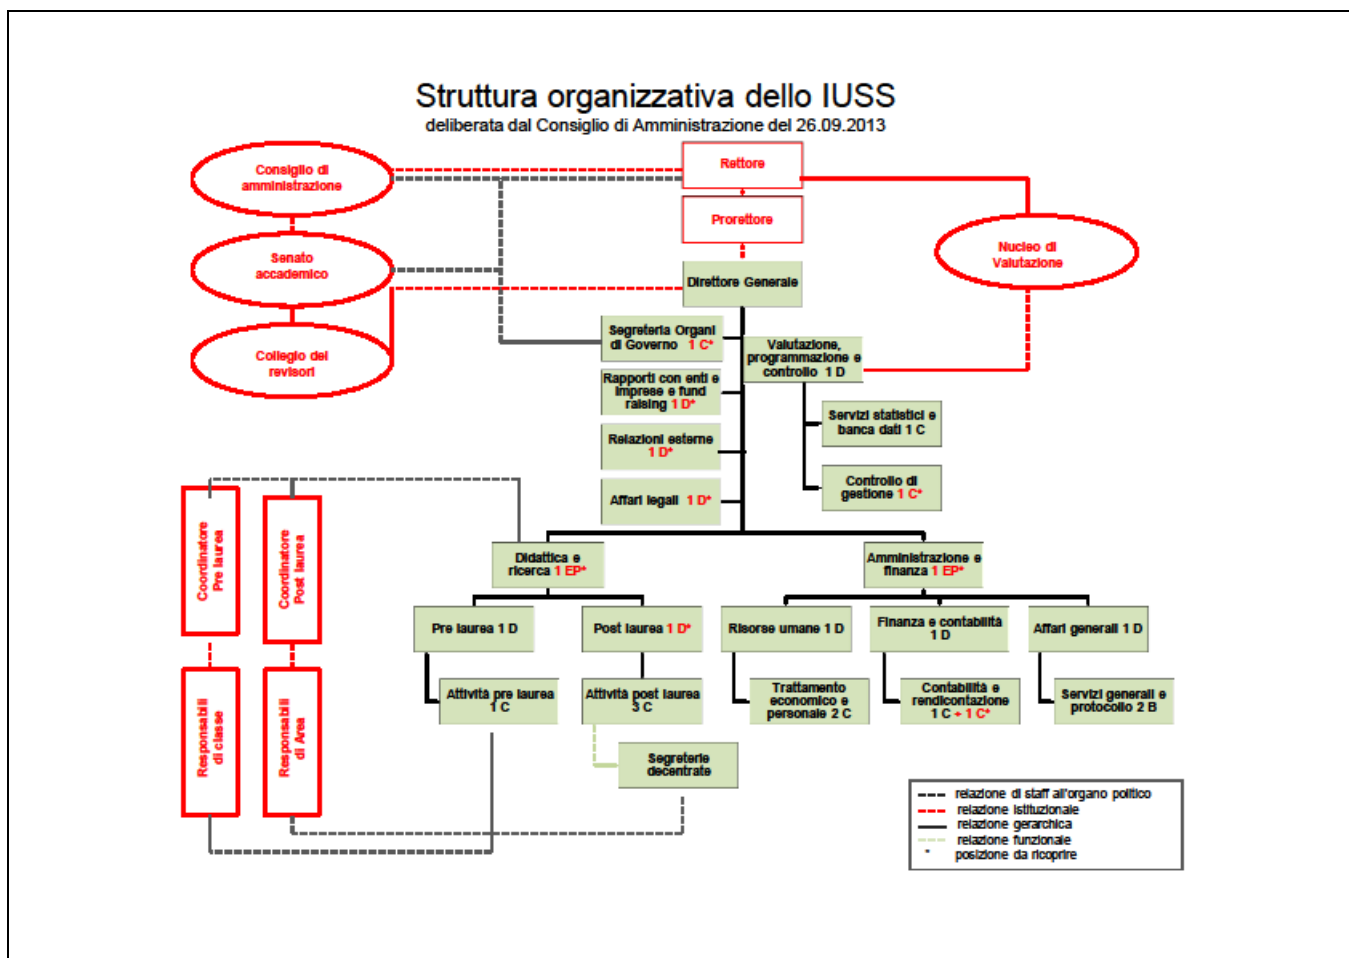 Struttura organizzativa dello IUSS
deliberata dal Consiglio di Amministrazione del 26.09.2013
Consiglio di
amministrazione
Rettore
Prorettore
Nucleo di
Valutazione
Senato
accademico
Direttore Generale
Collegio dei
revisori
Segreteria Organi
di Governo 1 C*
Valutazione,
programmazione e
controllo 1 D
Rapporti con enti e
imprese e fund
raising 1 D*
Servizi statistici e
banca dati 1 C
Relazioni esterne
1 D*
Controllo di
gestione 1 C*
Affari legali 1 D*
Coordinatore
Pre laurea
Coordinatore
Post laurea
Didattica e
ricerca 1 EP*
Amministrazione e
finanza 1 EP*
Pre laurea 1 D
Post laurea 1 D*
Risorse umane 1 D
Finanza e contabilità
1 D
Affari generali 1 D
Responsabili
di classe
Responsabili
di Area
Attività pre laurea
1 C
Attività post laurea
3 C
Trattamento
economico e
personale 2 C
Contabilità e
rendicontazione
1 C + 1 C*
Servizi generali e
protocollo 2 B
Segreterie
decentrate
relazione di staff all'organo politico
relazione istituzionale
relazione gerarchica
relazione funzionale
* posizione da ricoprire